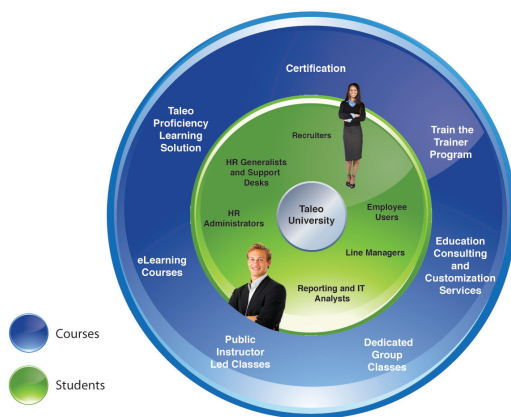 Certification
Taleo
Proficiency
Learning
Solution
Train the
Trainer
Program
Recruiters
HR Generalists
and Support
Desks
Taleo
University
Employee
Users
HR
Administrators
Line Managers
eLearning
Courses
Education
Consulting
and
Customization
Services
Reporting and IT
Analysts
Public
Instructor
Led Classes
Dedicated
Group
Classes
Courses
Students